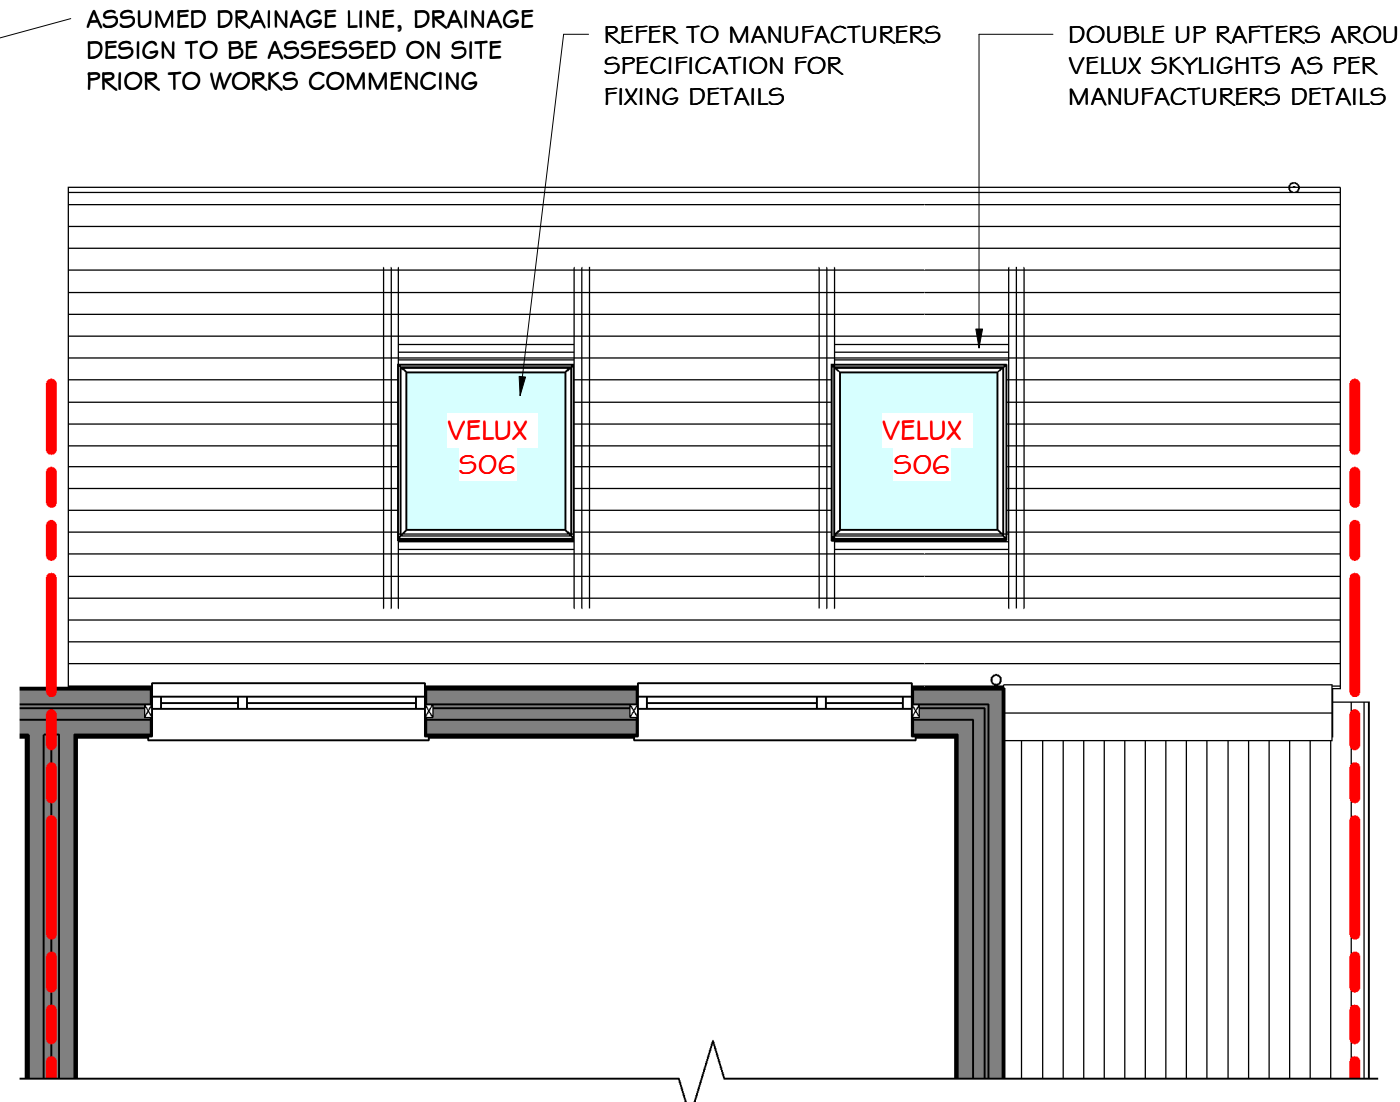 ASSUMED DRAINAGE LINE, DRAINAGE
DESIGN TO BE ASSESSED ON SITE
PRIOR TO WORKS COMMENCING
REFER TO MANUFACTURERS
SPECIFICATION FOR
FIXING DETAILS
DOUBLE UP RAFTERS AROU
VELUX SKYLIGHTS AS PER
MANUFACTURERS DETAILS
VELUX
S06
VELUX
S06